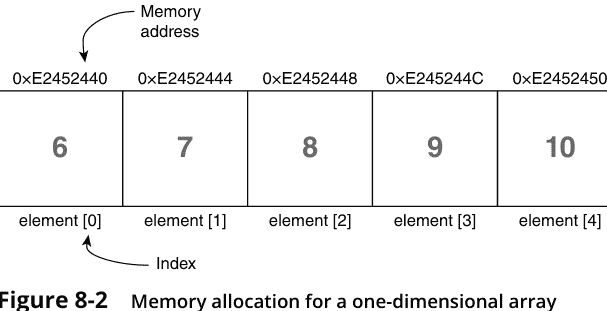 Memory
address
0×E2452440 0×E2452444 0×E2452448 0×E245244C 0×E2452450
6 7 8 9 10
element [0] element [1] element [2] element [3] element [4]
Index
Figure 8-2 Memory allocation for a one-dimensional array